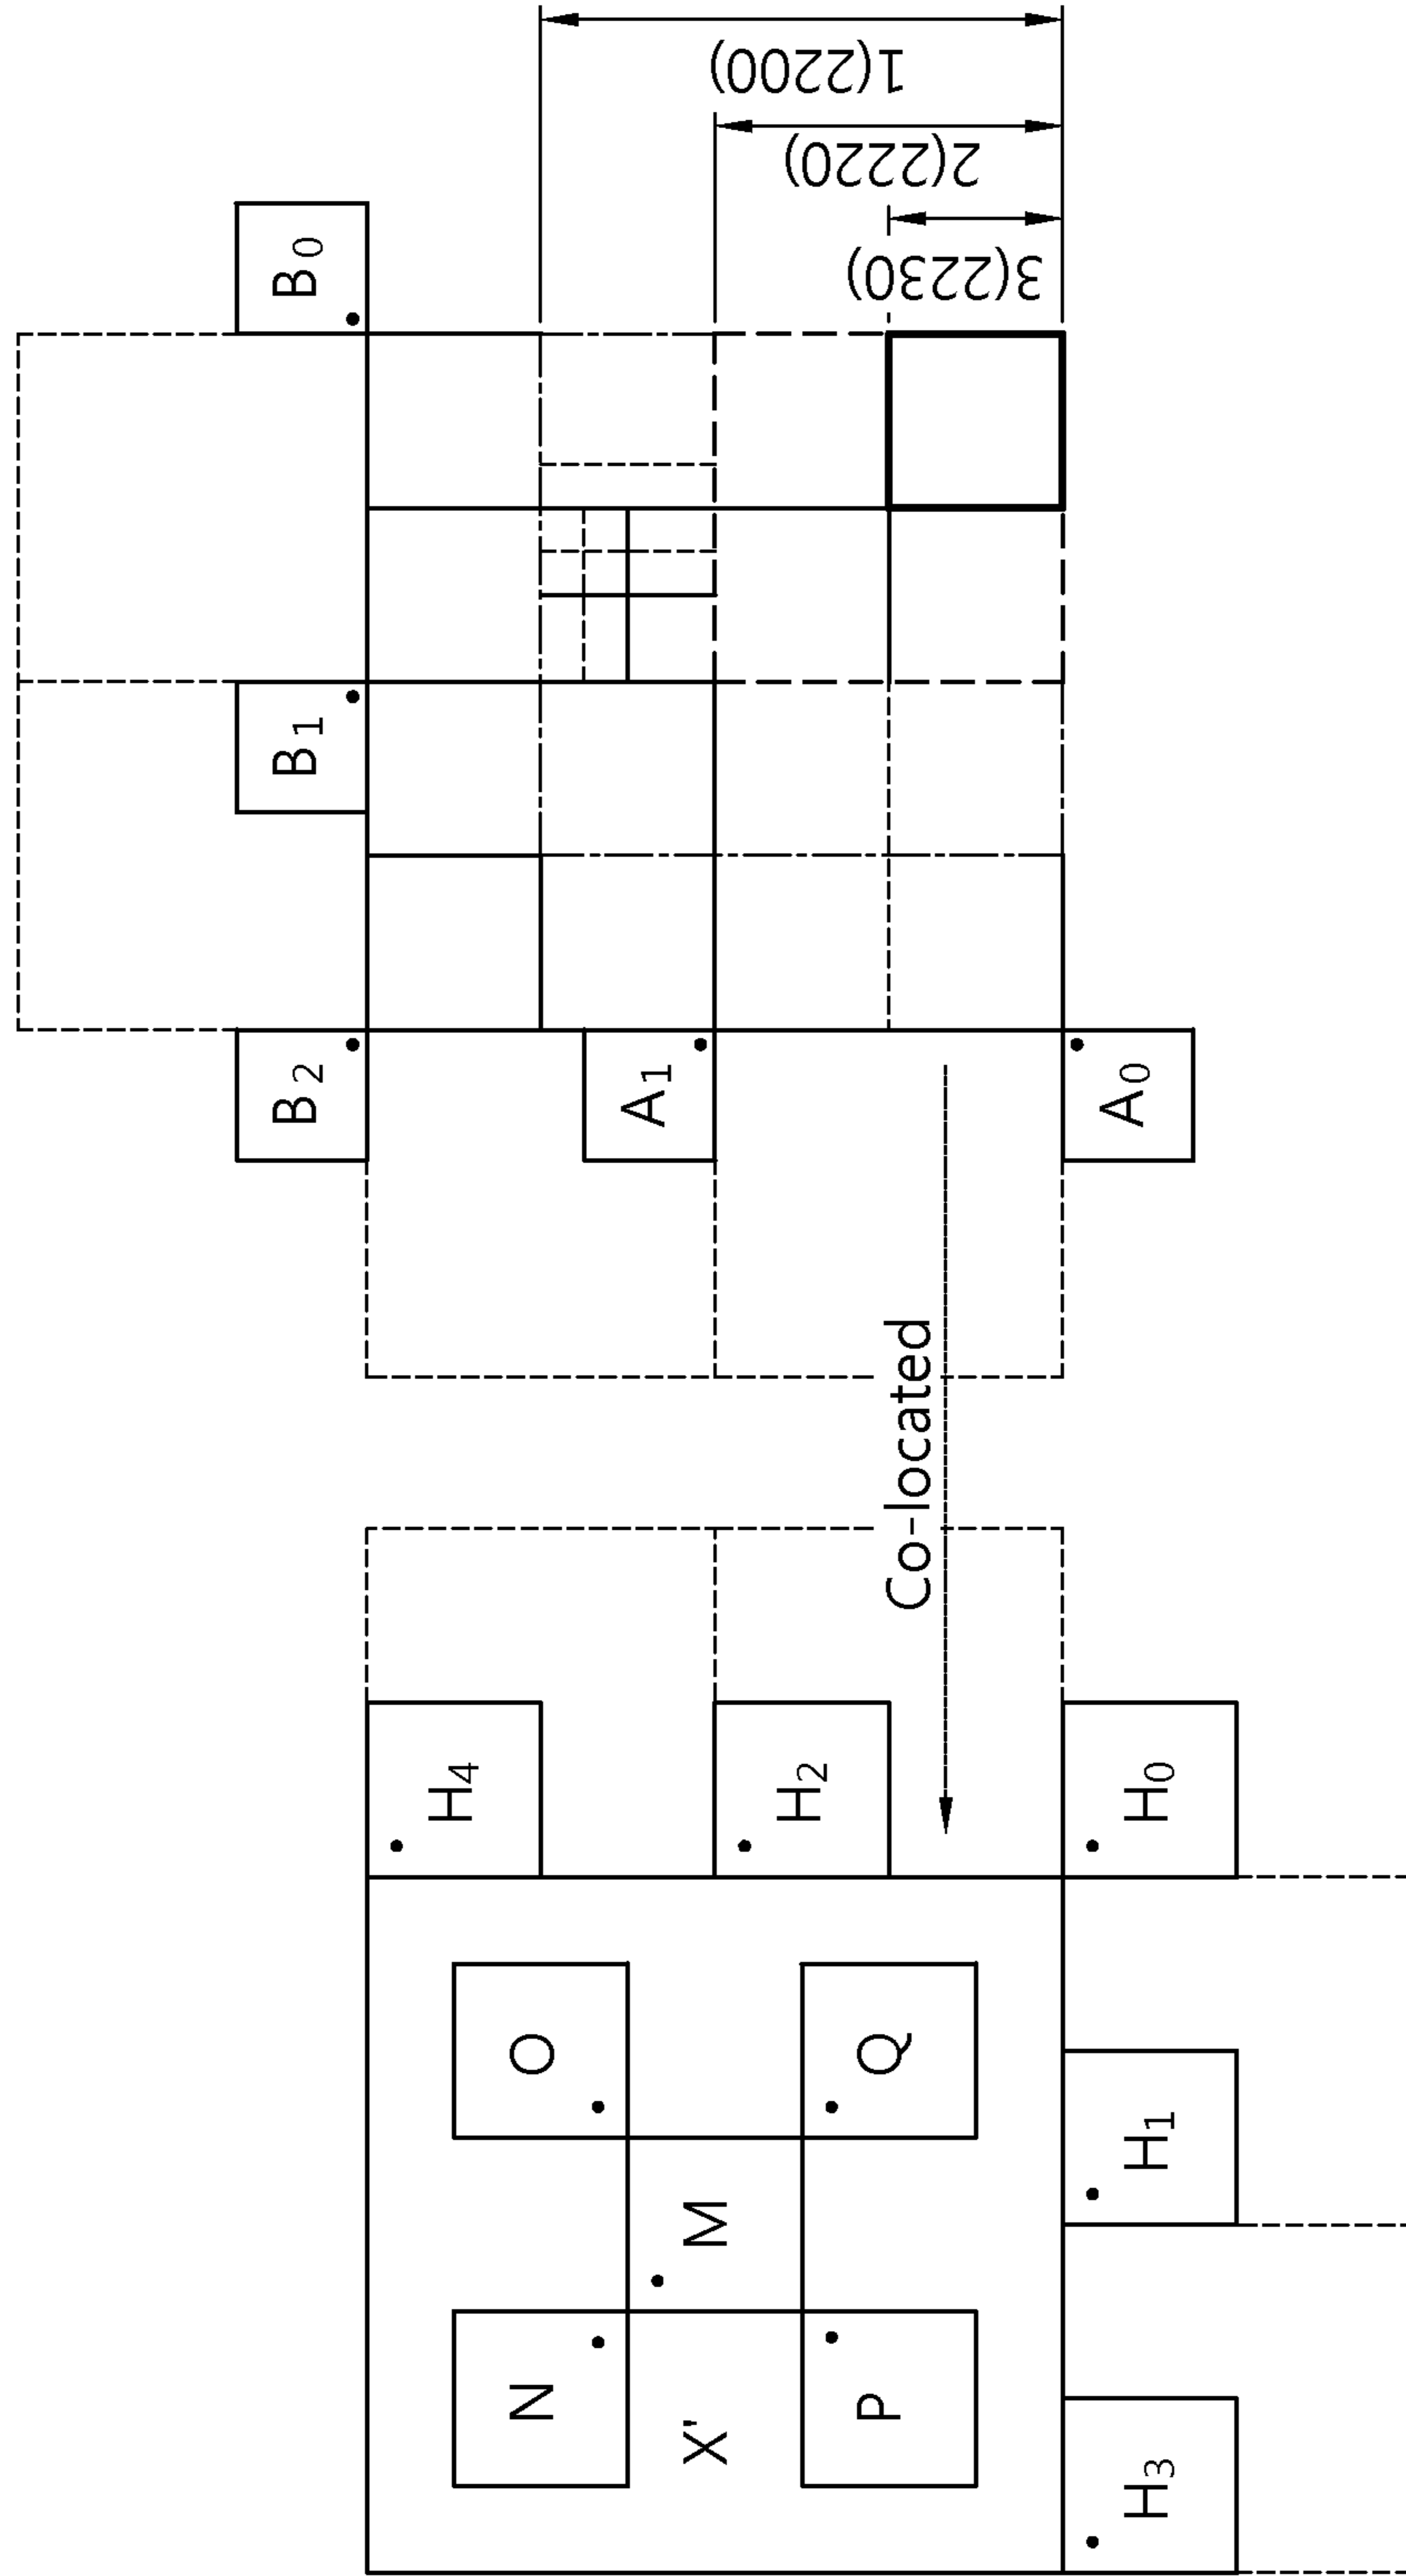 B0
B1
B2
A1
A0
1(2200)
2(2220)
3(2230)
Co-located
H4
H2
H0
H1
H3
O
Q
M
N
P
X'